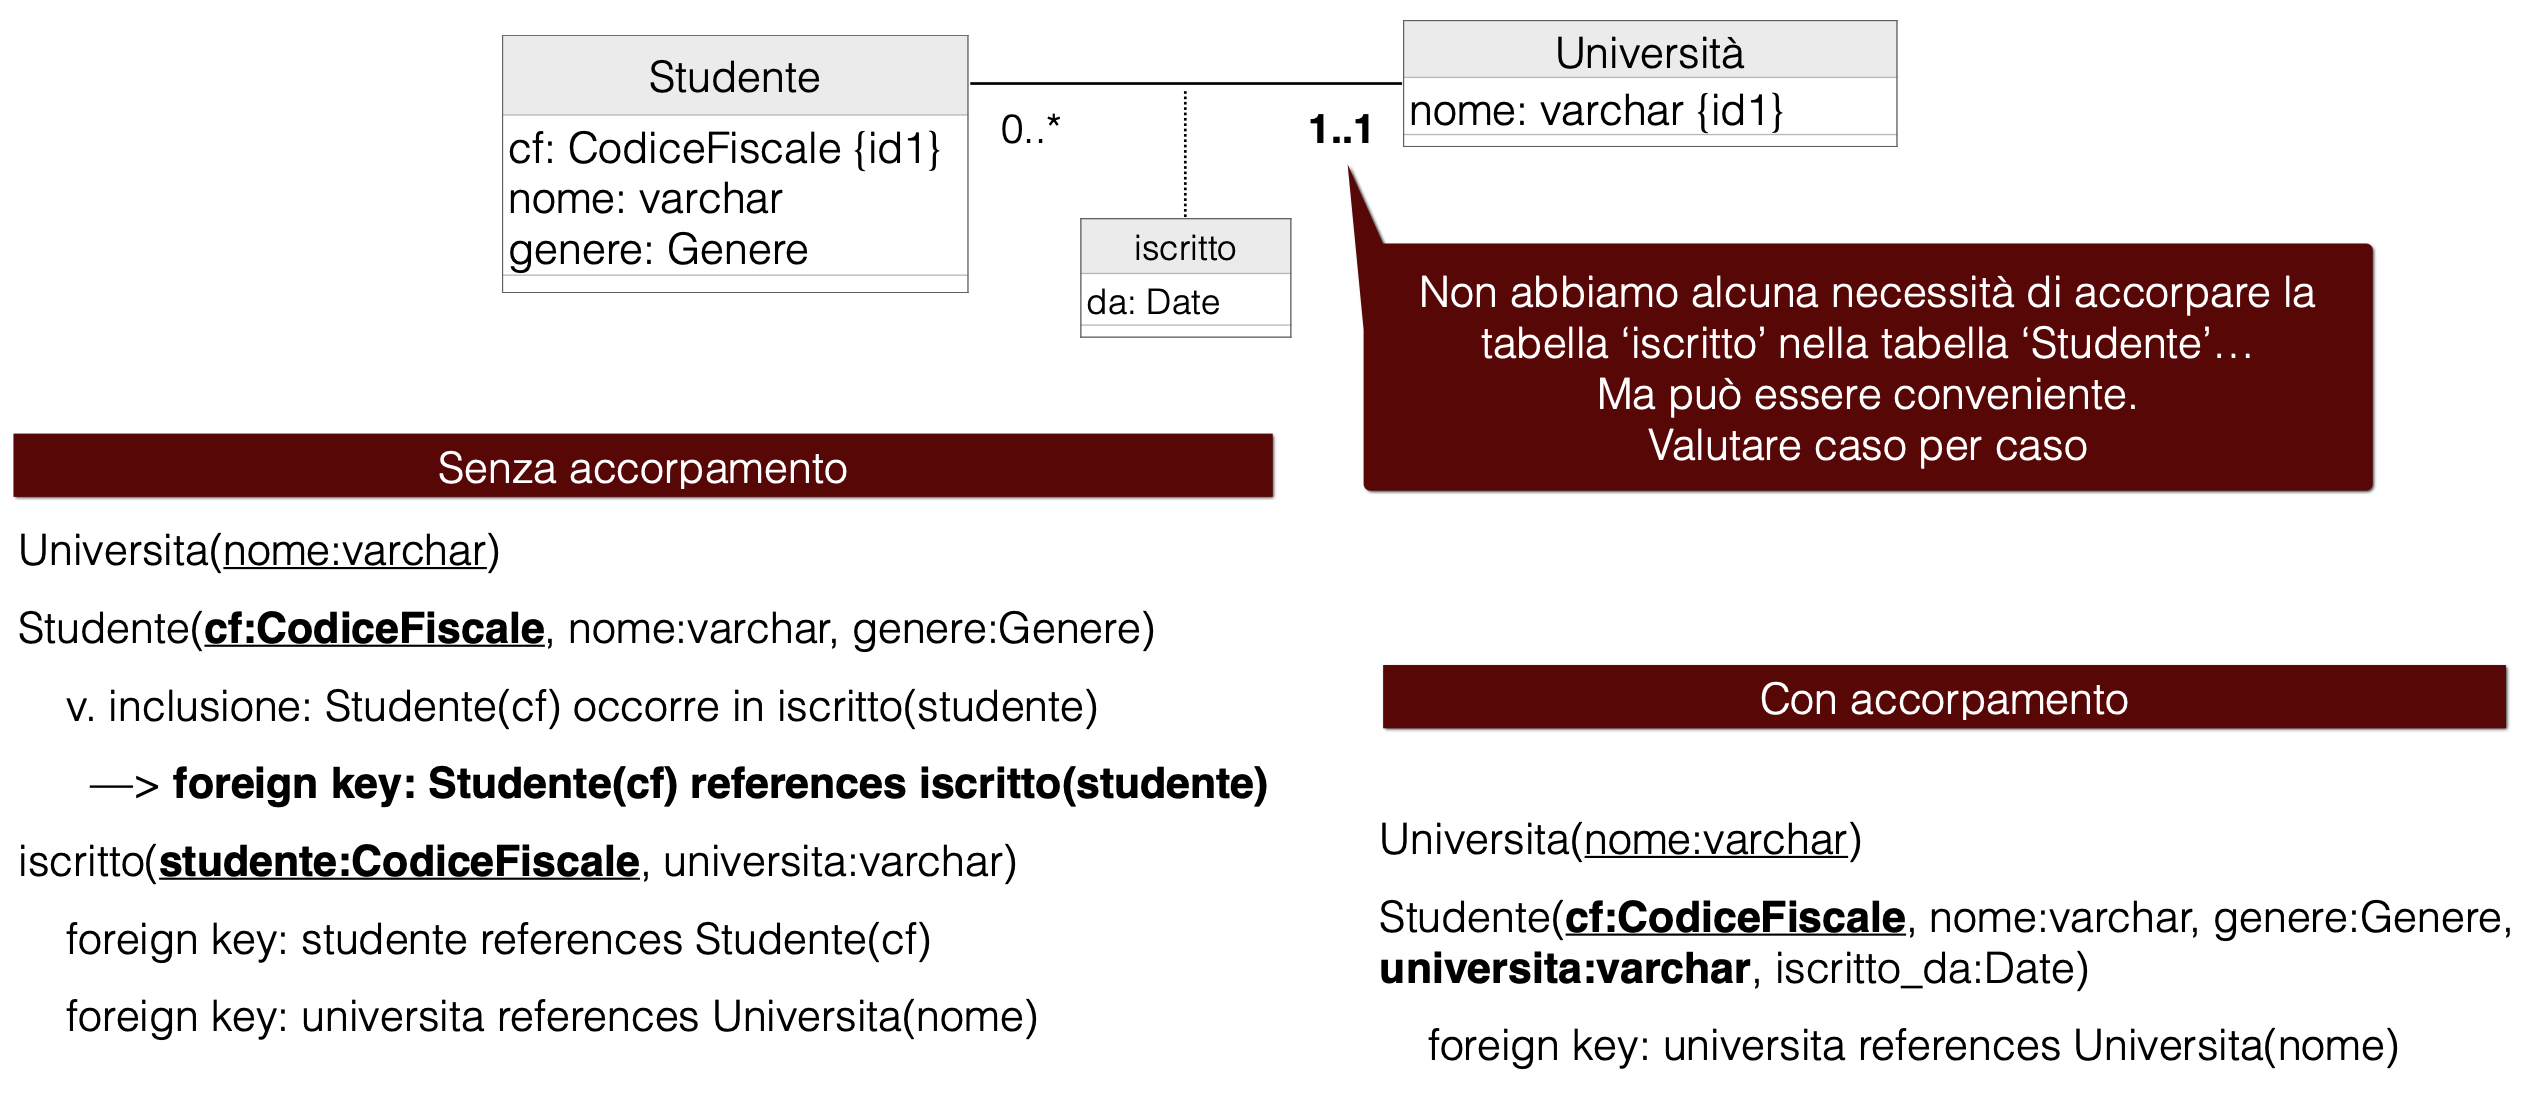 Studente
cf: CodiceFiscale {id1}
nome: varchar
genere: Genere
0..*
1..1
Università
nome: varchar {id1}
iscritto
da: Date
Non abbiamo alcuna necessità di accorpare la
tabella ‘iscritto’ nella tabella ‘Studente’…
Ma può essere conveniente.
Valutare caso per caso
Senza accorpamento
Universita(nome:varchar)
Studente(cf:CodiceFiscale, nome:varchar, genere:Genere)
v. inclusione: Studente(cf) occorre in iscritto(studente)
—> foreign key: Studente(cf) references iscritto(studente)
iscritto(studente:CodiceFiscale, universita:varchar)
foreign key: studente references Studente(cf)
foreign key: universita references Universita(nome)
Con accorpamento
Universita(nome:varchar)
Studente(cf:CodiceFiscale, nome:varchar, genere:Genere,
universita:varchar, iscritto_da:Date)
foreign key: universita references Universita(nome)